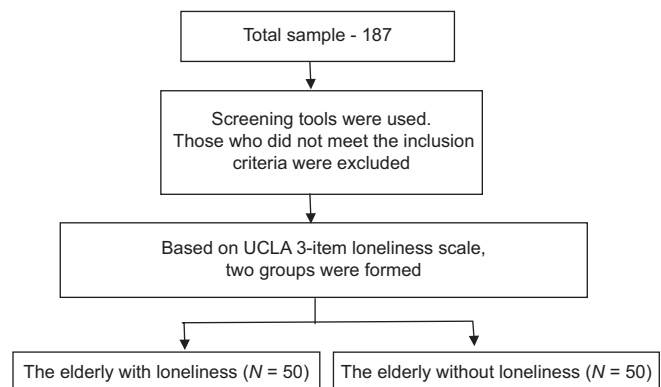 Total sample - 187
Screening tools were used.
Those who did not meet the inclusion
criteria were excluded
Based on UCLA 3-item loneliness scale,
two groups were formed
The elderly with loneliness (N = 50)
The elderly without loneliness (N = 50)